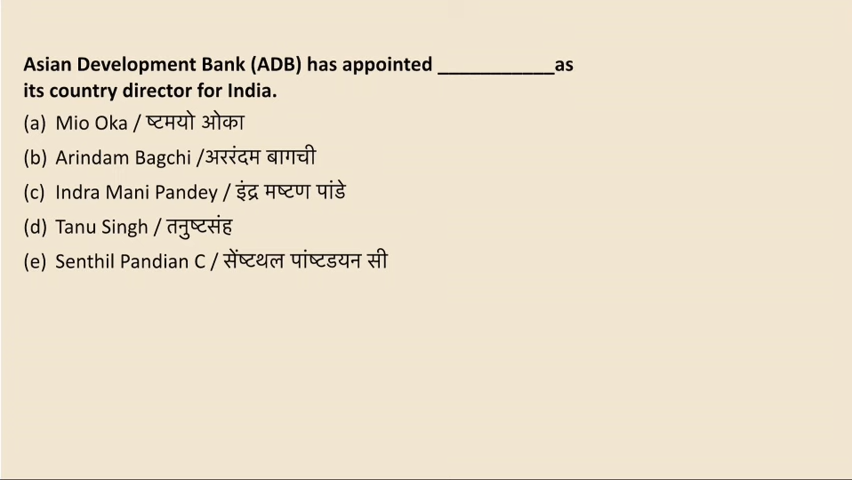 Asian Development Bank (ADB) has appointed ___________as
its country director for India.
(a) Mio Oka / ष्टमयो ओका
(b) Arindam Bagchi /अररंदम बागची
(c) Indra Mani Pandey / इंद्र मष्टण पांडे
(d) Tanu Singh / तनुष्टसंह
(e) Senthil Pandian C / सेंष्टथल पांष्टडयन सी